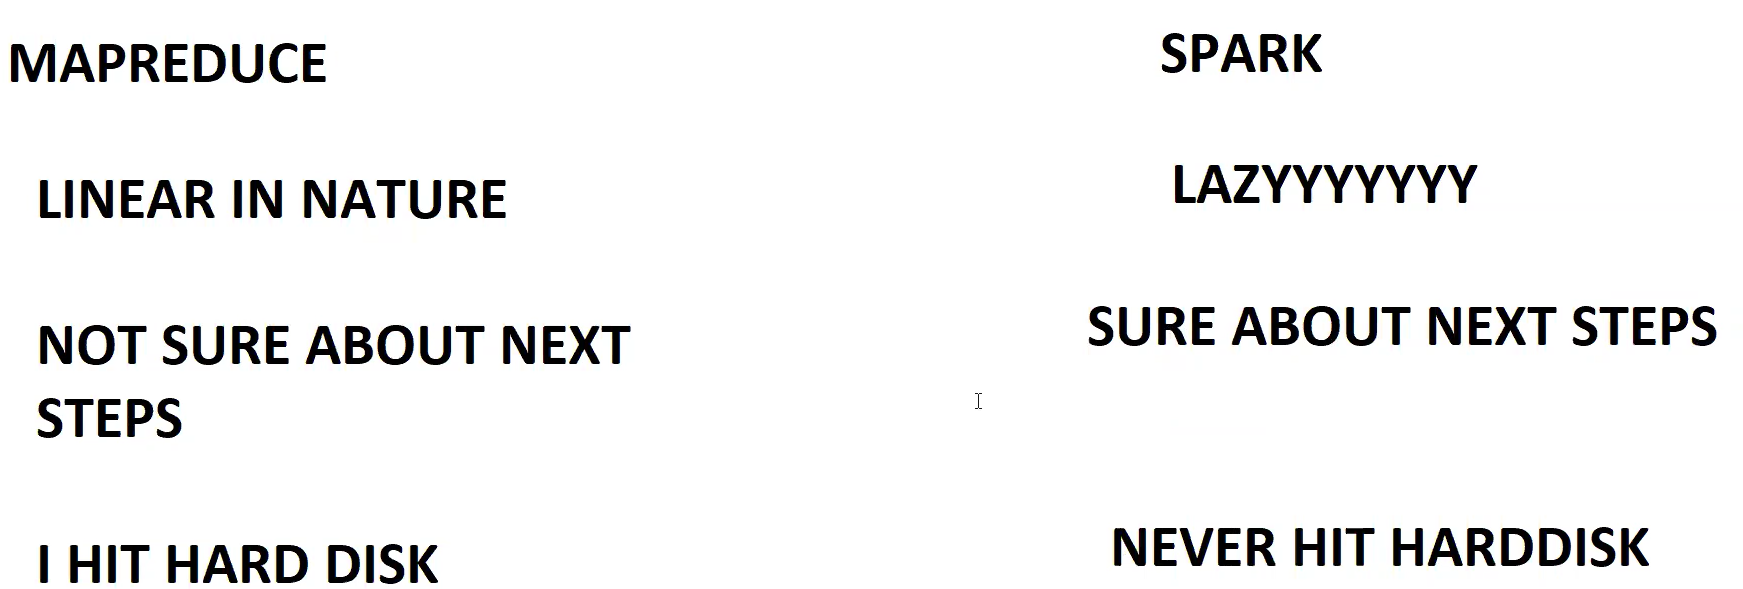 MAPREDUCE
SPARK
LINEAR IN NATURE
LAZYYYYYYY
NOT SURE ABOUT NEXT
STEPS
SURE ABOUT NEXT STEPS
I HIT HARD DISK
NEVER HIT HARDDISK